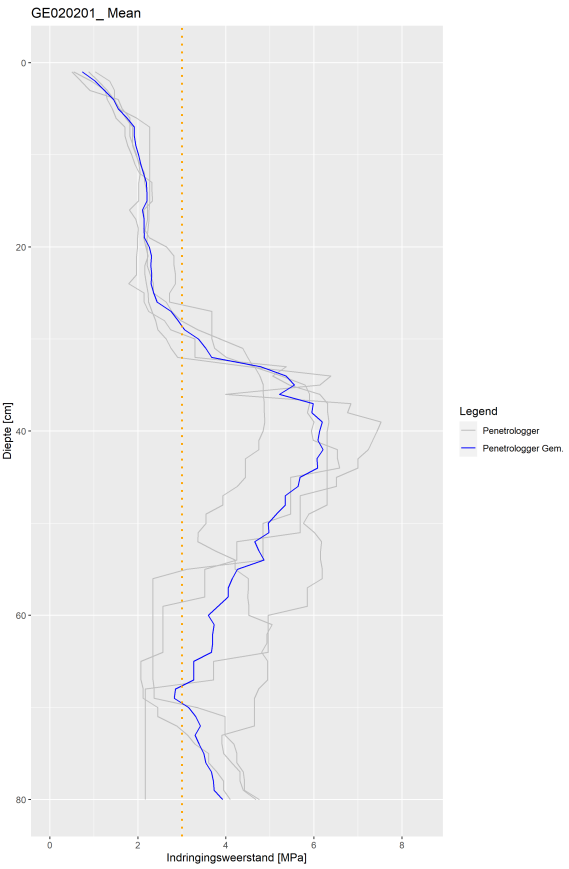 GE020201_ Mean
0
20
40
60
80
Diepte [cm]
0 2 4 6 8
Indringingsweerstand [MPa]
Legend
Penetrologger
Penetrologger Gem.